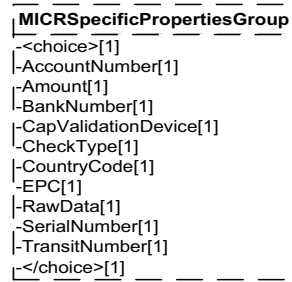 MICRSpecificPropertiesGroup
-<choice>[1]
-AccountNumber[1]
-Amount[1]
-BankNumber[1]
-CapValidationDevice[1]
-CheckType[1]
-CountryCode[1]
-EPC[1]
-RawData[1]
-SerialNumber[1]
-TransitNumber[1]
-</choice>[1]